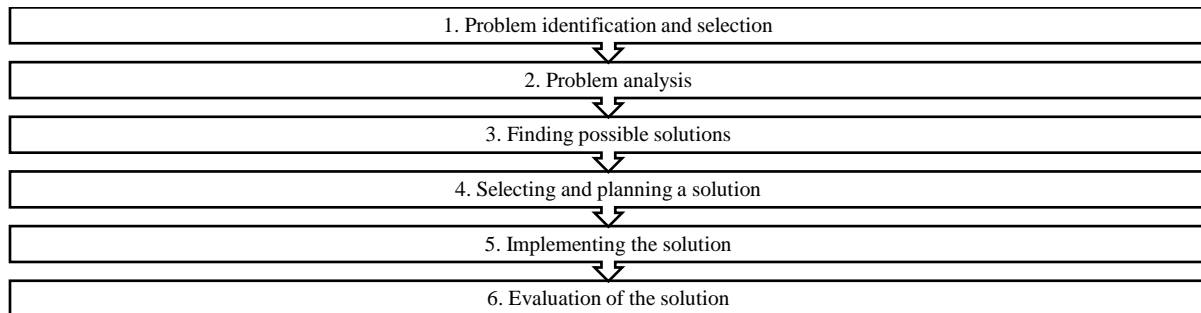 1. Problem identification and selection
2. Problem analysis
3. Finding possible solutions
4. Selecting and planning a solution
5. Implementing the solution
6. Evaluation of the solution